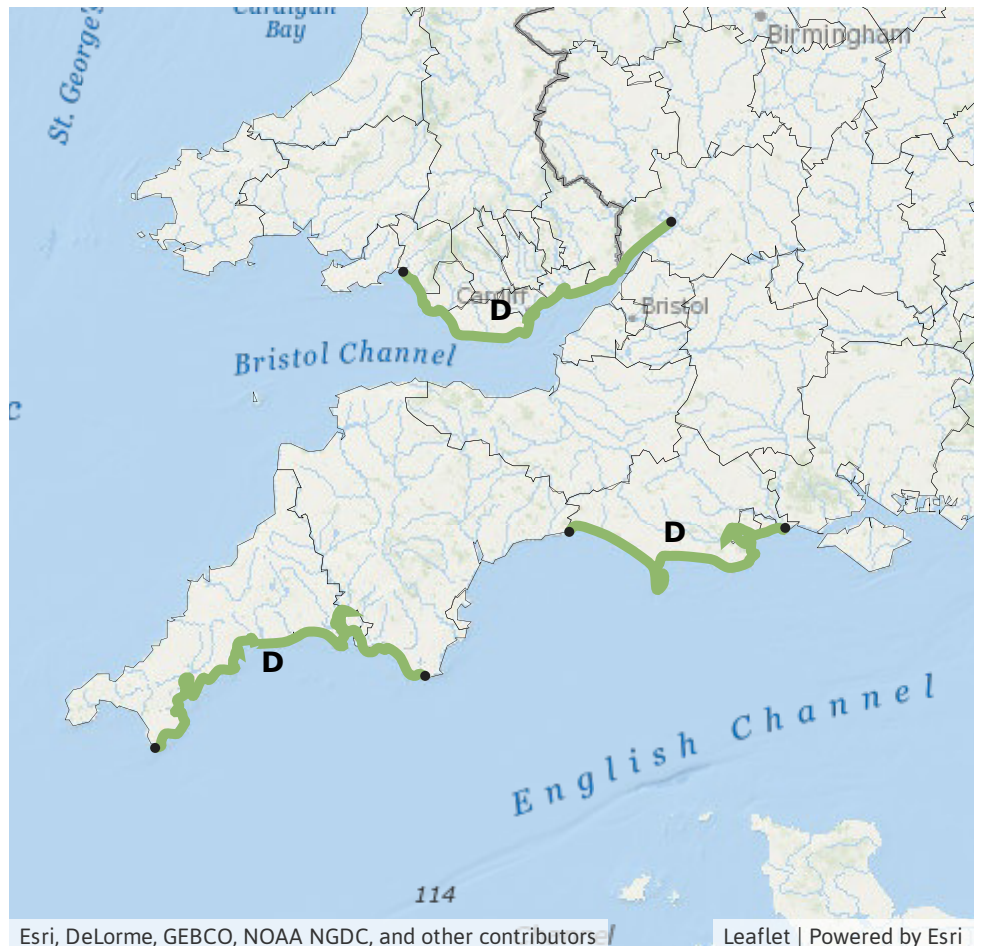 Cardigan
Bay
St. George's
Birmingham
Cardiff
D
Bristol
Bristol Channel
c
D
D
English Channel
114
Channel
Esri, DeLorme, GEBCO, NOAA NGDC, and other contributors
Leaflet | Powered by Esri